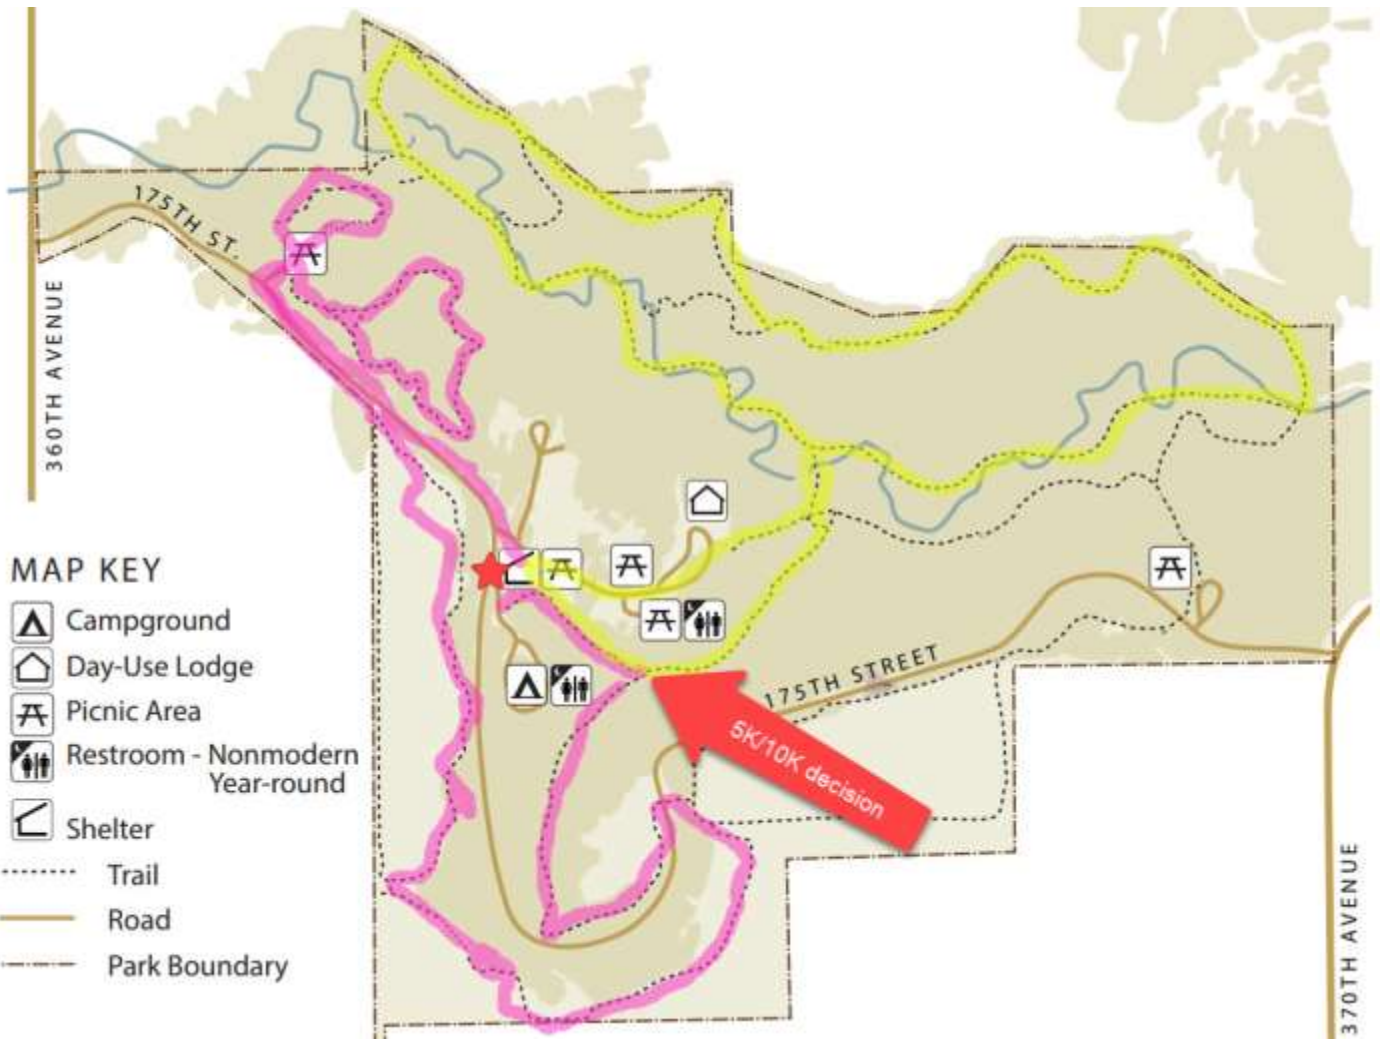 175TH ST.
360TH AVENUE
MAP KEY
Campground
Day-Use Lodge
Picnic Area
Restroom - Nonmodern
Year-round
Shelter
Trail
Road
Park Boundary
175TH STREET
5K/10K decision
370TH AVENUE